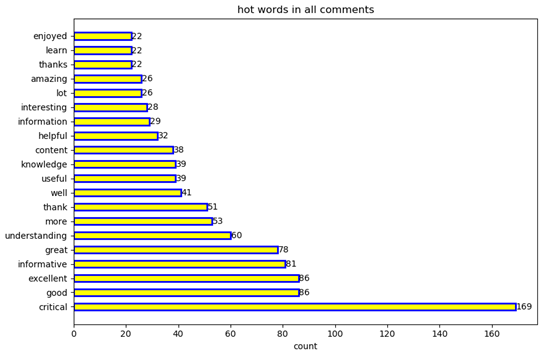 hot words in all comments
enjoyed 22
learn 22
thanks 22
amazing 26
lot 26
interesting 28
information 29
helpful 32
content 38
knowledge 39
useful 39
well 41
thank 51
more 53
understanding 60
great 78
informative 81
excellent 86
good 86
critical 169
0 20 40 60 80 100 120 140 160
count